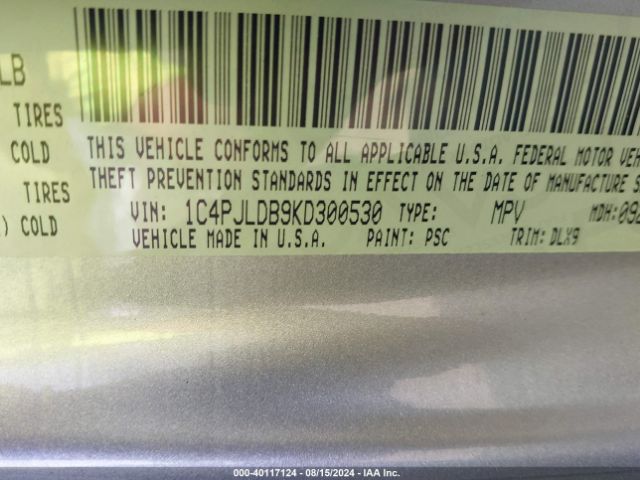 LB
TIRES
COLD
TIRES
) COLD
THIS VEHICLE CONFORMS TO ALL APPLICABLE U.S.A. FEDERAL MOTOR VEH
THEFT PREVENTION STANDARDS IN EFFECT ON THE DATE OF MANUFACTURE S
VIN: 1C4PJLDB9KD300530 TYPE: MPV MDH:092
VEHICLE MADE IN U.S.A. PAINT: PSC TRIM: DLX9
000-40117124 - 08/15/2024 - IAA Inc.